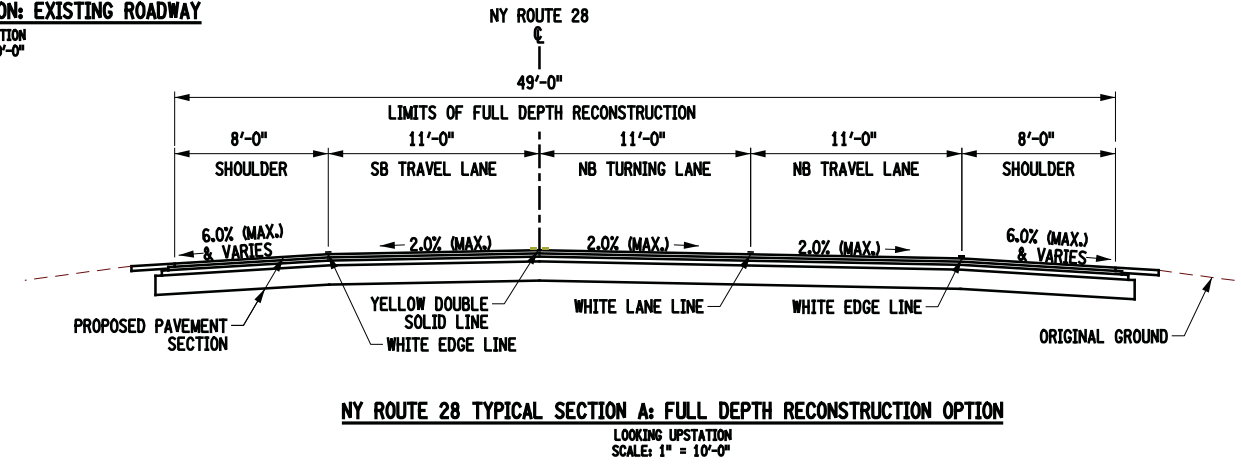 ON: EXISTING ROADWAY
TION
0'-0"
NY ROUTE 28
℄
49'-0"
LIMITS OF FULL DEPTH RECONSTRUCTION
8'-0" 11'-0" 11'-0" 11'-0" 8'-0"
SHOULDER SB TRAVEL LANE NB TURNING LANE NB TRAVEL LANE SHOULDER
6.0% (MAX.)
& VARIES
2.0% (MAX.) 2.0% (MAX.) 2.0% (MAX.)
6.0% (MAX.)
& VARIES
PROPOSED PAVEMENT
SECTION
YELLOW DOUBLE
SOLID LINE
WHITE EDGE LINE
WHITE LANE LINE
WHITE EDGE LINE
ORIGINAL GROUND
NY ROUTE 28 TYPICAL SECTION A: FULL DEPTH RECONSTRUCTION OPTION
LOOKING UPSTATION
SCALE: 1" = 10'-0"